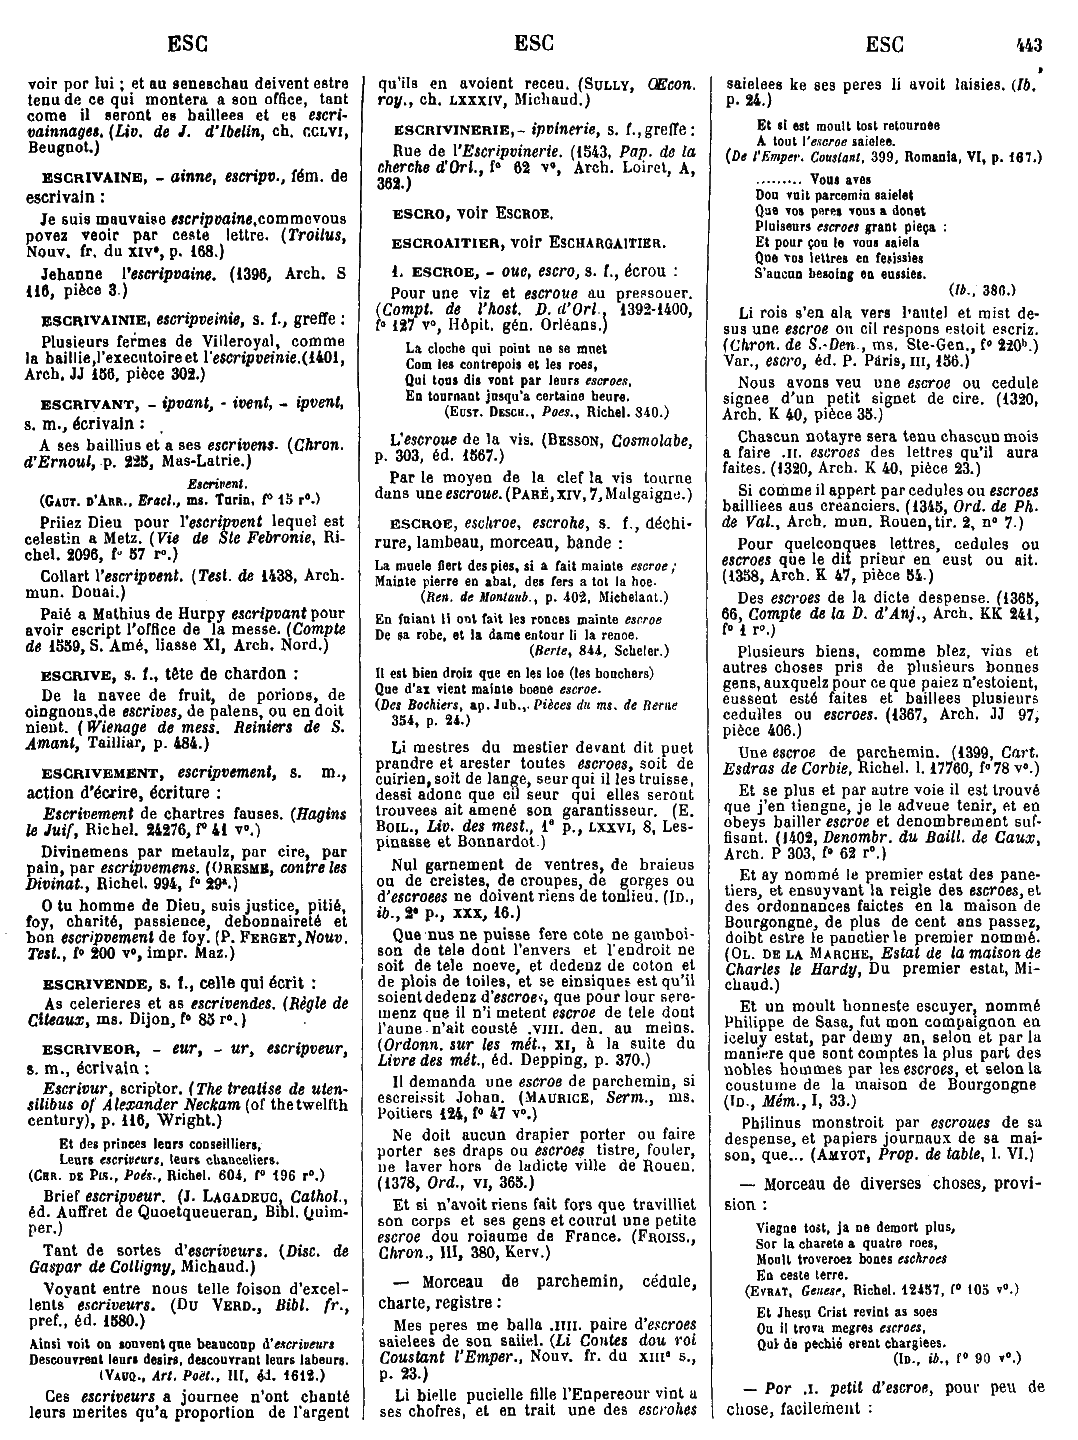 ESC
ESC
ESC
443
voir por lui ; et au seneschau deivent estre
tenu de ce qui montera a son office, tant
come il seront es baillees et es escri-
vainnages. (Liv. de J. d'Ibelin, ch. CCLVI,
Beugnot.)
ESCRIVAINE, - ainne, escripv., fém. de
escrivain :
Je suis mauvaise escripvaine, comme vous
povez veoir par ceste lettre. (Troilus,
Nouv. fr. du XIVe, p. 168.)
Jehanne l'escripvaine. (1396, Arch. S
116, pièce 3.)
ESCRIVAINIE, escripveinie, s. f., greffe :
Plusieurs fermes de Villeroyal, comme
la baillie, l'executoire et l'escripveinie. (1401,
Arch. JJ 156, pièce 302.)
ESCRIVANT, - ipvant, - ivent, - ipvent,
s. m., écrivain :
A ses baillius et a ses escrivens. (Chron.
d'Ernoul, p. 225, Mas-Latrie.)
Escrivent.
(GAUT. D'ARR., Eracl., ms. Turin, f° 15 r°.)
Priiez Dieu pour l'escripvent lequel est
celestin a Metz. (Vie de Ste Febronie, Ri-
chel. 2096, f° 57 r°.)
Collart l'escripvent. (Test. de 1438, Arch.
mun. Douai.)
Paié a Mathius de Hurpy escripvant pour
avoir escript l'office de la messe. (Compte
de 1559, S. Amé, liasse XI, Arch. Nord.)
ESCRIVE, s. f., tête de chardon :
De la navee de fruit, de porions, de
oingnons, de escrives, de palens, ou en doit
nient. (Wienage de mess. Reiniers de S.
Amant, Tailliar, p. 484.)
ESCRIVEMENT, escripvement, s. m.,
action d'écrire, écriture :
Escrivement de chartres fauses. (Hagins
le Juif, Richel. 24276, f° 41 v°.)
Divinemens par metaulz, par cire, par
pain, par escripvemens. (ORESME, contre les
Divinat., Richel. 994, f° 29a.)
O tu homme de Dieu, suis justice, pitié,
foy, charité, passience, debonnaireté et
bon escripvement de foy. (P. FERGET, Nouv.
Test., f° 200 v°, impr. Maz.)
ESCRIVENDE, s. f., celle qui écrit :
As celerieres et as escrivendes. (Règle de
Cîteaux, ms. Dijon, f° 85 r°.)
ESCRIVEOR, - eur, - ur, escripveur,
s. m., écrivain :
Escrivur, scriptor. (The treatise de uten-
silibus of Alexander Neckam (of the twelfth
century), p. 116, Wright.)
Et des princes leurs conseilliers,
Leurs escriveurs, leurs chanceliers.
(CHR. DE PIS., Poés., Richel. 604, f° 196 r°.)
Brief escripveur. (J. LAGADEUC, Cathol.,
éd. Auffret de Quoetqueueran, Bibl. Quim-
per.)
Tant de sortes d'escriveurs. (Disc. de
Gaspar de Colligny, Michaud.)
Voyant entre nous telle foison d'excel-
lents escriveurs. (DU VERD., Bibl. fr.,
pref., éd. 1580.)
Ainsi voit on souvent que beaucoup d'escriveurs
Descouvrent leurs desirs, descouvrant leurs labeurs.
(VAUQ., Art. Poët., III, éd. 1612.)
Ces escriveurs a journee n'ont chanté
leurs merites qu'a proportion de l'argent
qu'ils en avoient receu. (SULLY, Œcon.
roy., ch. LXXXIV, Michaud.)
ESCRIVINERIE, - ipvinerie, s. f., greffe :
Rue de l'Escripvinerie. (1543, Pap. de la
cherche d'Orl., f° 62 v°, Arch. Loiret, A,
362.)
ESCRO, voir ESCROE.
ESCROAITIER, voir ESCHARGAITIER.
1. ESCROE, - oue, escro, s. f., écrou :
Pour une viz et escroue au pressouer.
(Compt. de l'host. D. d'Orl., 1392-1400,
f° 127 v°, Hôpit. gén. Orléans.)
La cloche qui point ne se muet
Com les contrepois et les roes,
Qui tous dis vont par leurs escroes,
En tournant jusqu'a certaine heure.
(EUST. DESCH., Poes., Richel. 840.)
L'escroue de la vis. (BESSON, Cosmolabe,
p. 303, éd. 1567.)
Par le moyen de la clef la vis tourne
dans une escroue. (PARÉ, XIV, 7, Malgaigne.)
ESCROE, eschroe, escrohe, s. f., déchi-
rure, lambeau, morceau, bande :
La muele fiert des pies, si a fait mainte escroe ;
Mainte pierre en abat, des fers a tot la hoe.
(Ren. de Montaub., p. 402, Michelant.)
En fuiant li ont fait les ronces mainte escroe
De sa robe, et la dame entour li la renoe.
(Berte, 844, Scheler.)
Il est bien droiz que en les loe (les bouchers)
Que d'ax vient mainte boene escroe.
(Des Bochiers, ap. Jub., Pièces du ms. de Berne
354, p. 24.)
Li mestres du mestier devant dit puet
prandre et arester toutes escroes, soit de
cuirien, soit de lange, seur qui il les truisse,
dessi adonc que cil seur qui elles seront
trouvees ait amené son garantisseur. (E.
BOIL., Liv. des mest., 1e p., LXXVI, 8, Les-
pinasse et Bonnardot.)
Nul garnement de ventres, de braieus
ou de creistes, de croupes, de gorges ou
d'escroees ne doivent riens de tonlieu. (ID.,
ib., 2e p., XXX, 16.)
Que nus ne puisse fere cote ne gamboi-
son de tele dont l'envers et l'endroit ne
soit de tele noeve, et dedenz de coton et
de plois de toiles, et se einsiques est qu'il
soient dedenz d'escroes, que pour lour sere-
menz que il n'i metent escroe de tele dont
l'aune n'ait cousté .VIII. den. au meins.
(Ordonn. sur les mét., XI, à la suite du
Livre des mét., éd. Depping, p. 370.)
Il demanda une escroe de parchemin, si
escreissit Johan. (MAURICE, Serm., ms.
Poitiers 124, f° 47 v°.)
Ne doit aucun drapier porter ou faire
porter ses draps ou escroes tistre, fouler,
ne laver hors de ladicte ville de Rouen.
(1378, Ord., VI, 365.)
Et si n'avoit riens fait fors que travilliet
son corps et ses gens et courut une petite
escroe dou roiaume de France. (FROISS.,
Chron., III, 380, Kerv.)
— Morceau de parchemin, cédule,
charte, registre :
Mes peres me balla .IIII. paire d'escroes
saielees de son saiiel. (Li Contes dou roi
Coustant l'Emper., Nouv. fr. du XIIIe s.,
p. 23.)
Li bielle pucielle fille l'Enpereour vint a
ses chofres, et en trait une des escrohes
saielees ke ses peres li avoit laisies. (Ib.
p. 24.)
Et si est moult tost retournee
A tout l'escroe saielee.
(De l'Emper. Coustant, 399, Romania, VI, p. 167.)
......... Vous aves
Dou vait parcemin saielet
Que vos peres vous a donet
Pluiseurs escroes grant pieça :
Et pour çou le vous saiela
Que vos lettres en fesissies
S'aucun besoing en eussies.
(Ib., 386.)
Li rois s'en ala vers l'autel et mist de-
sus une escroe ou cil respons estoit escriz.
(Chron. de S.-Den., ms. Ste-Gen., f° 220b.)
Var., escro, éd. P. Paris, III, 156.)
Nous avons veu une escroe ou cedule
signee d'un petit signet de cire. (1320,
Arch. K 40, pièce 35.)
Chascun notayre sera tenu chascun mois
a faire .II. escroes des lettres qu'il aura
faites. (1320, Arch. K 40, pièce 23.)
Si comme il appert par cedules ou escroes
bailliees aus creanciers. (1345, Ord. de Ph.
de Val., Arch. mun. Rouen, tir. 2, n° 7.)
Pour quelconques lettres, cedules ou
escroes que le dit prieur en eust ou ait.
(1358, Arch. K 47, pièce 54.)
Des escroes de la dicte despense. (1365,
66, Compte de la D. d'Anj., Arch. KK 241,
f° 1 r°.)
Plusieurs biens, comme blez, vins et
autres choses pris de plusieurs bonnes
gens, auxquelz pour ce que paiez n'estoient,
eussent esté faites et baillees plusieurs
cedulles ou escroes. (1367, Arch. JJ 97,
pièce 406.)
Une escroe de parchemin. (1399, Cart.
Esdras de Corbie, Richel. l. 17760, f° 78 v°.)
Et se plus et par autre voie il est trouvé
que j'en tiengne, je le adveue tenir, et en
obeys bailler escroe et denombrement suf-
fisant. (1402, Denombr. du Baill. de Caux,
Arch. P 303, f° 62 r°.)
Et ay nommé le premier estat des pane-
tiers, et ensuyvant la reigle des escroes, et
des ordonnances faictes en la maison de
Bourgongne, de plus de cent ans passez,
doibt estre le panctier le premier nommé.
(OL. DE LA MARCHE, Estat de la maison de
Charles le Hardy, Du premier estat, Mi-
chaud.)
Et un moult honneste escuyer, nommé
Philippe de Sasa, fut mon compaignon en
iceluy estat, par demy an, selon et par la
maniere que sont comptes la plus part des
nobles hommes par les escroes, et selon la
coustume de la maison de Bourgongne
(ID., Mém., I, 33.)
Philinus monstroit par escroues de sa
despense, et papiers journaux de sa mai-
son, que... (AMYOT, Prop. de table, l. VI.)
— Morceau de diverses choses, provi-
sion :
Viegne tost, ja ne demort plus,
Sor la charete a quatre roes,
Moult troveroez bones eschroes
En ceste terre.
(EVRAT, Genese, Richel. 12457, f° 105 v°.)
Et Jhesu Crist revint as soes
Ou il trova megres escroes,
Qui de pechié erent chargiees.
(ID., ib., f° 90 v°.)
— Por .I. petit d'escroe, pour peu de
chose, facilement :